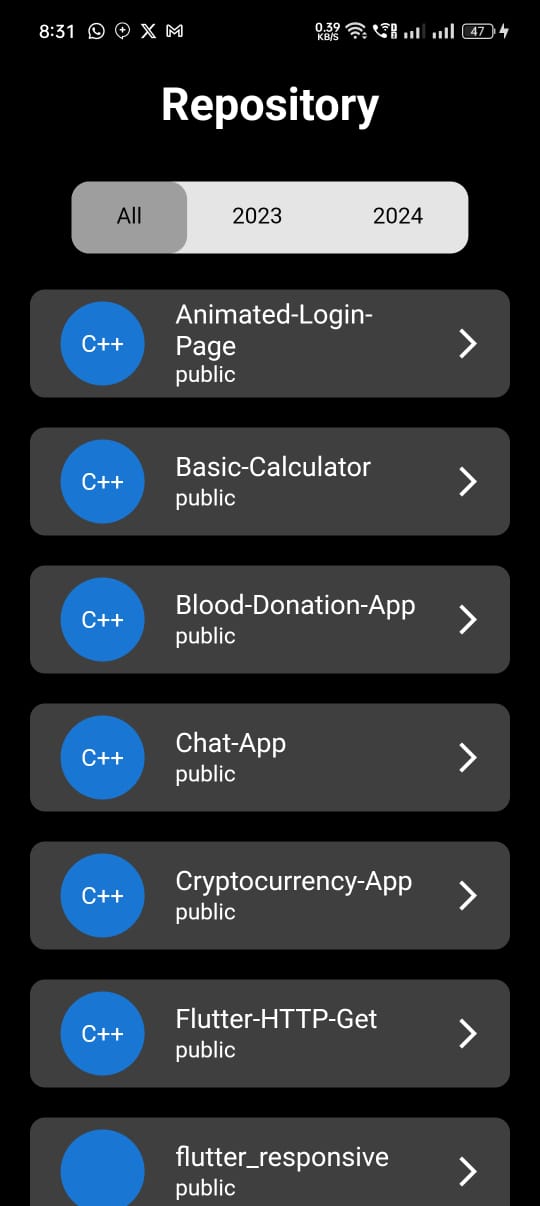 8:31 0.39 KB/S 47
Repository
All 2023 2024
C++ Animated-Login-
Page
public
C++ Basic-Calculator
public
C++ Blood-Donation-App
public
C++ Chat-App
public
C++ Cryptocurrency-App
public
C++ Flutter-HTTP-Get
public
flutter_responsive
public